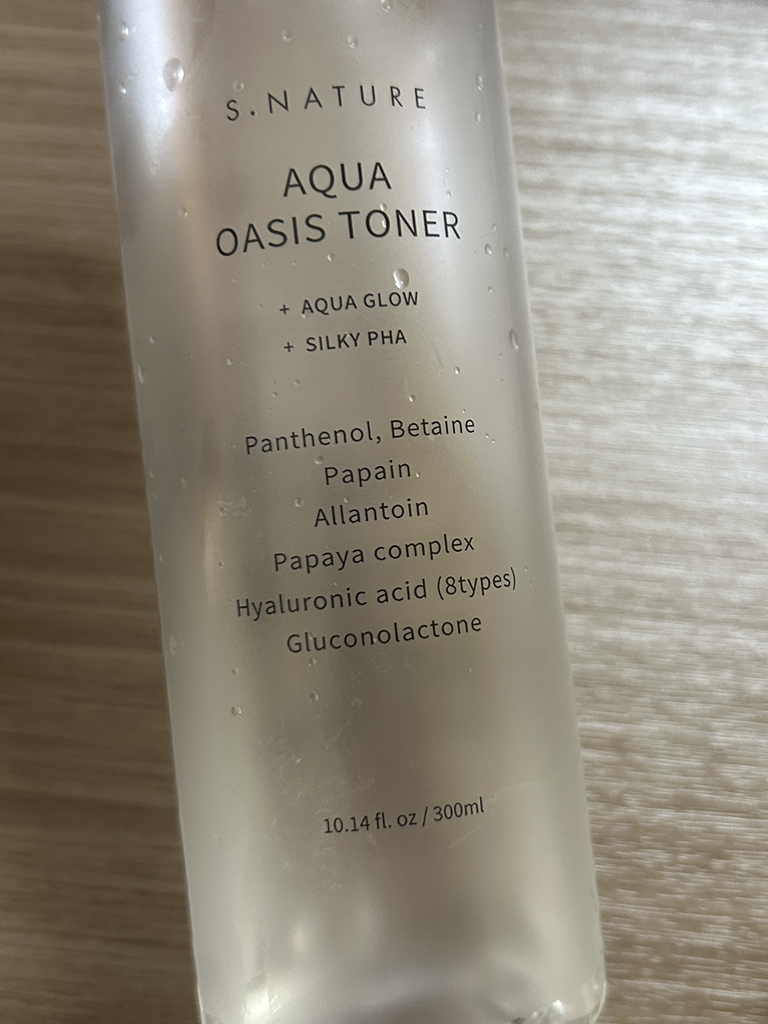 S.NATURE
AQUA
OASIS TONER
+ AQUA GLOW
+ SILKY PHA
Panthenol, Betaine
Papain
Allantoin
Papaya complex
Hyaluronic acid (8types)
Gluconolactone
10.14 fl. oz / 300ml